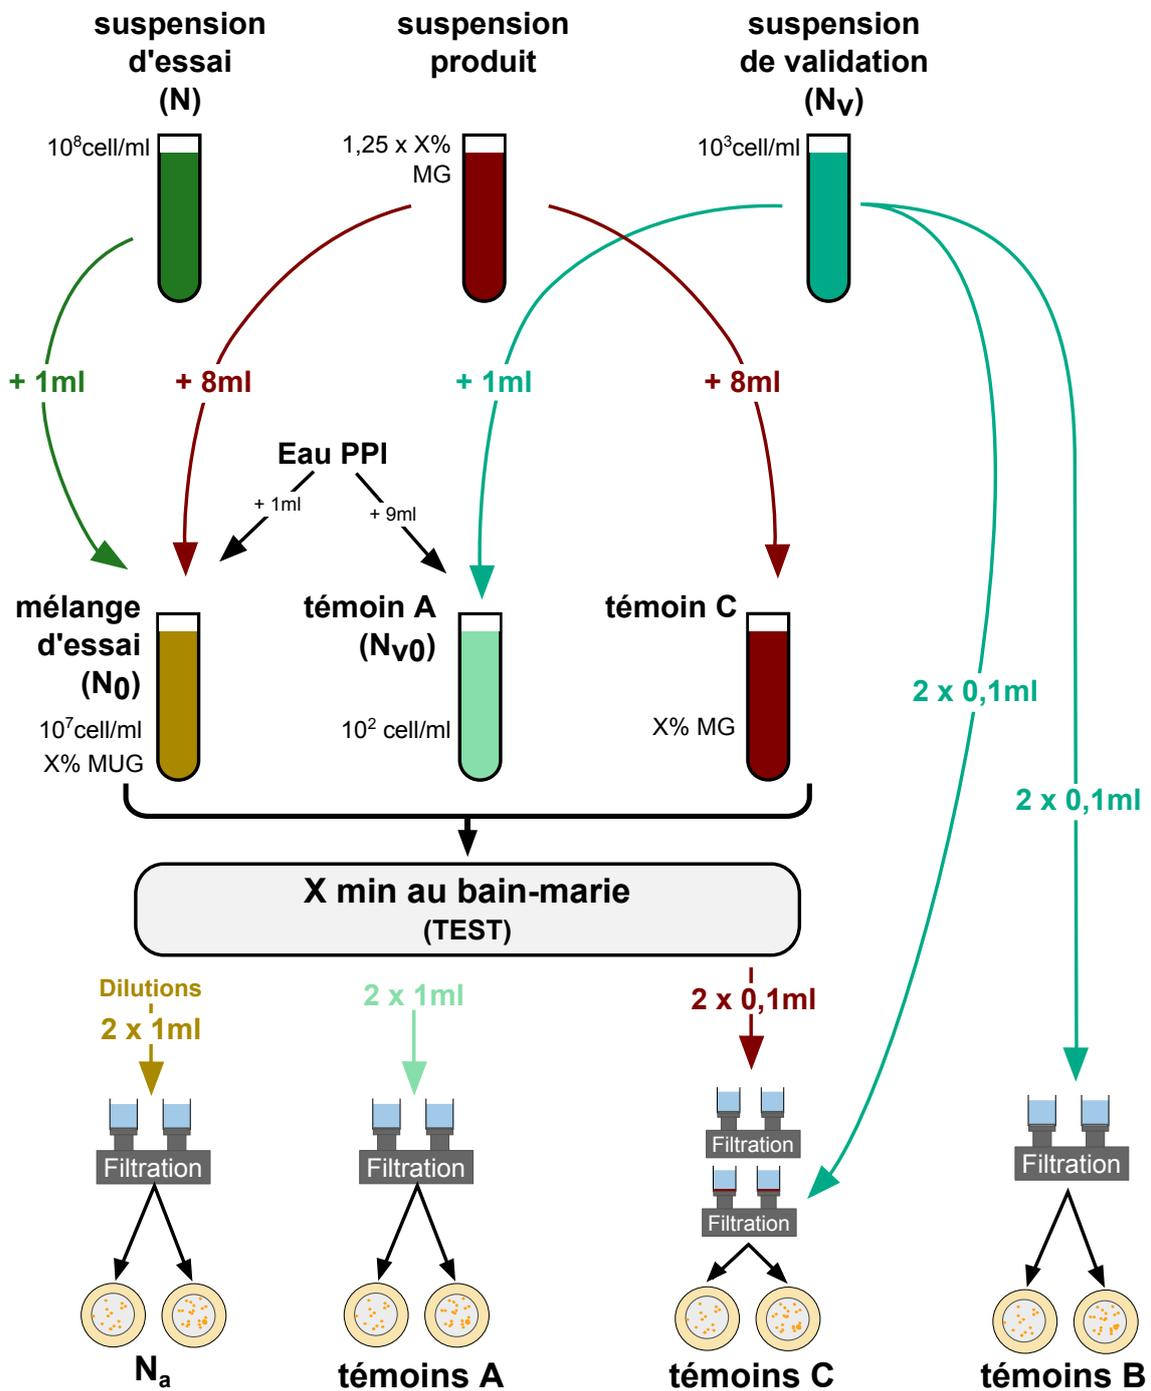 suspension
d'essai
(N)
suspension
produit
suspension
de validation
(Nv)
10⁸cell/ml
1,25 x X%
MG
10³cell/ml
+ 1ml
+ 8ml
+ 1ml
+ 8ml
Eau PPI
+ 1ml
+ 9ml
mélange
d'essai
(N0)
10⁷cell/ml
X% MUG
témoin A
(Nv0)
10² cell/ml
témoin C
X% MG
2 x 0,1ml
2 x 0,1ml
X min au bain-marie
(TEST)
Dilutions
2 x 1ml
2 x 1ml
2 x 0,1ml
Filtration
Filtration
Filtration
Filtration
Filtration
Na
témoins A
témoins C
témoins B